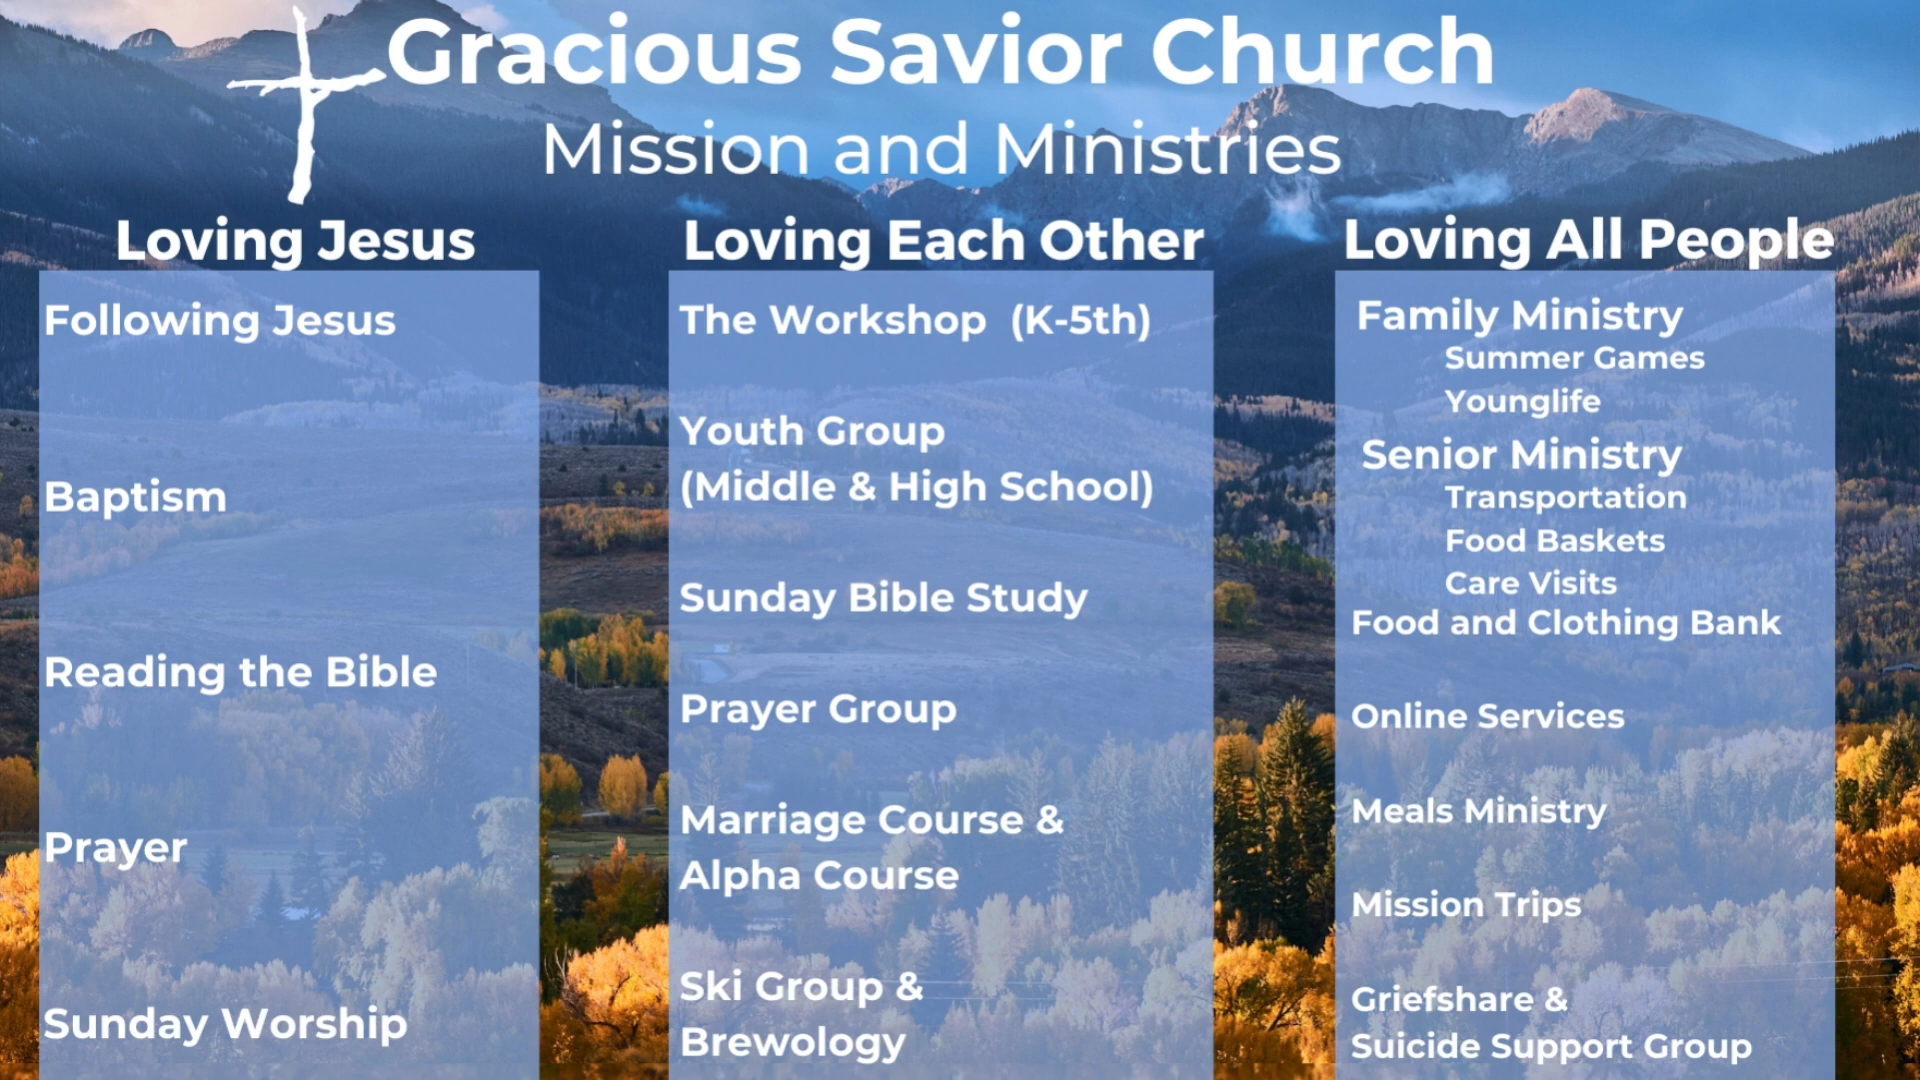 Gracious Savior Church
Mission and Ministries
Loving Jesus
Following Jesus
Baptism
Reading the Bible
Prayer
Sunday Worship
Loving Each Other
The Workshop (K-5th)
Youth Group
(Middle & High School)
Sunday Bible Study
Prayer Group
Marriage Course &
Alpha Course
Ski Group &
Brewology
Loving All People
Family Ministry
Summer Games
Younglife
Senior Ministry
Transportation
Food Baskets
Care Visits
Food and Clothing Bank
Online Services
Meals Ministry
Mission Trips
Griefshare &
Suicide Support Group